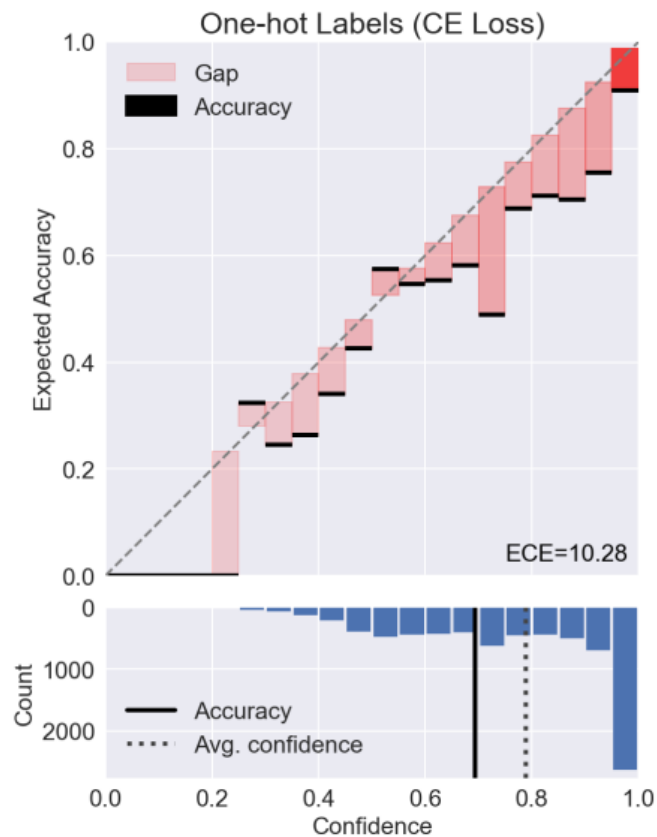 One-hot Labels (CE Loss)
1.0
Gap
Accuracy
0.8
0.6
0.4
0.2
0.0
Expected Accuracy
ECE=10.28
0
1000
2000
Count
Accuracy
Avg. confidence
0.0 0.2 0.4 0.6 0.8 1.0
Confidence